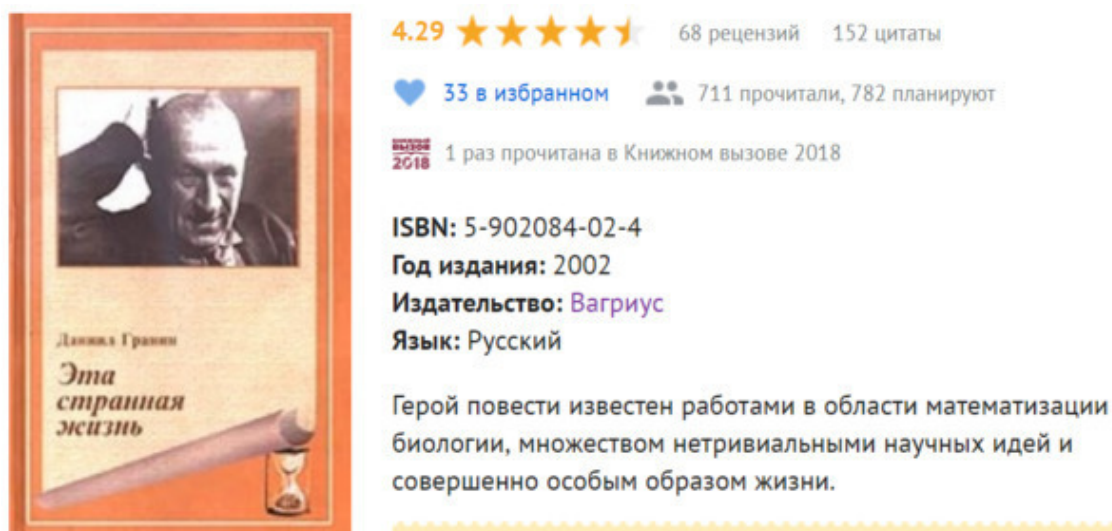 4.29 68 рецензий 152 цитаты
33 в избранном 711 прочитали, 782 планируют
КНИЖНЫЙ
ВЫЗОВ
2018
1 раз прочитана в Книжном вызове 2018
ISBN: 5-902084-02-4
Год издания: 2002
Издательство: Вагриус
Язык: Русский
Герой повести известен работами в области математизации
биологии, множеством нетривиальными научных идей и
совершенно особым образом жизни.
Даниил Гранин
Эта
странная
жизнь